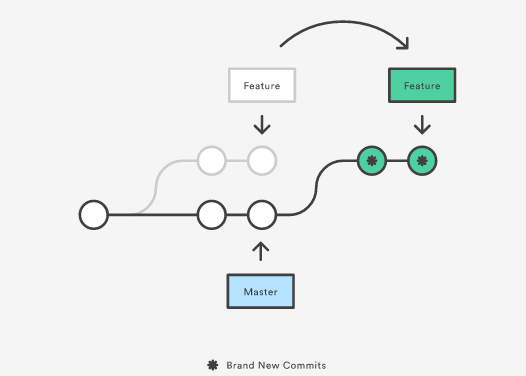 Feature
Feature
Master
Brand New Commits